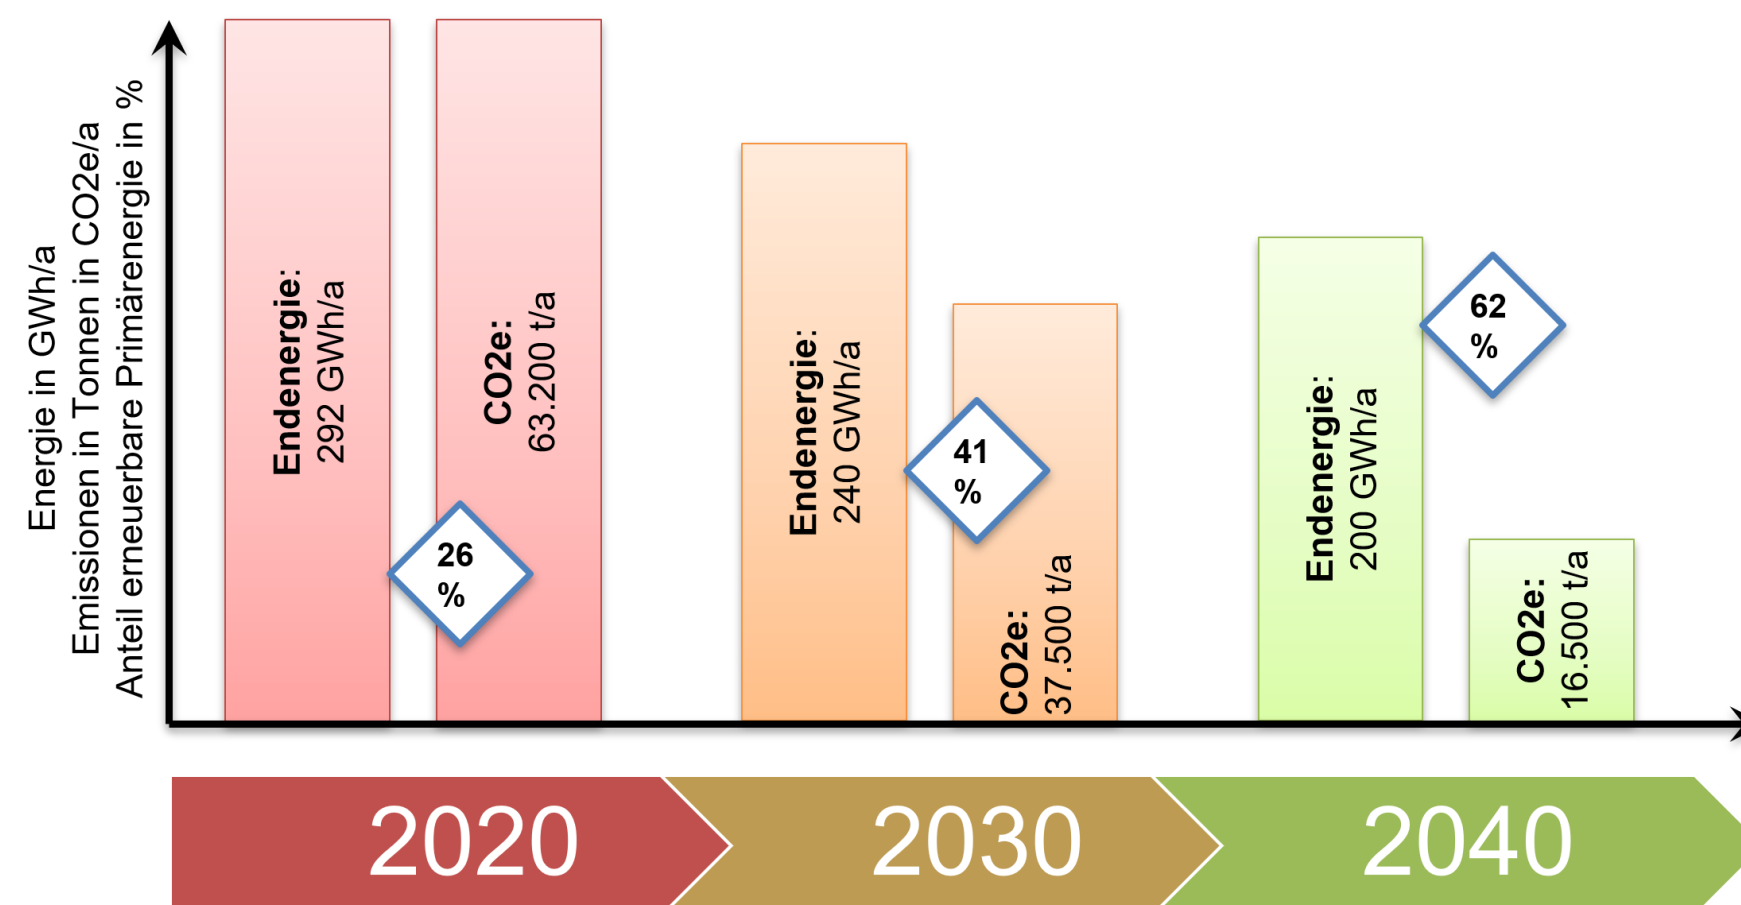 Energie in GWh/a
Emissionen in Tonnen in CO2e/a
Anteil erneuerbare Primärenergie in %
Endenergie:
292 GWh/a
CO2e:
63.200 t/a
26
%
Endenergie:
240 GWh/a
41
%
CO2e:
37.500 t/a
Endenergie:
200 GWh/a
62
%
CO2e:
16.500 t/a
2020
2030
2040